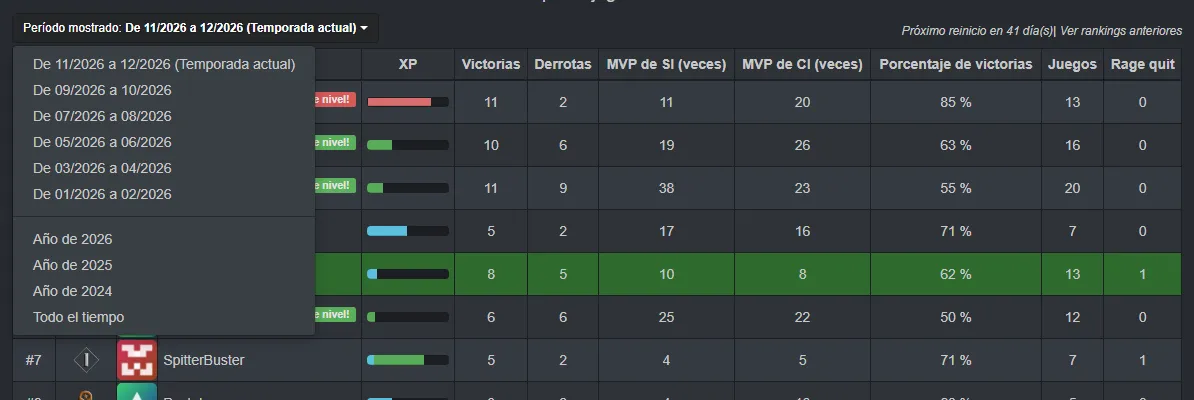 Período mostrado: De 11/2026 a 12/2026 (Temporada actual)
Próximo reinicio en 41 día(s)| Ver rankings anteriores
De 11/2026 a 12/2026 (Temporada actual)
De 09/2026 a 10/2026
De 07/2026 a 08/2026
De 05/2026 a 06/2026
De 03/2026 a 04/2026
De 01/2026 a 02/2026
Año de 2026
Año de 2025
Año de 2024
Todo el tiempo
XP Victorias Derrotas MVP de SI (veces) MVP de CI (veces) Porcentaje de victorias Juegos Rage quit
e nivel! 11 2 11 20 85 % 13 0
e nivel! 10 6 19 26 63 % 16 0
e nivel! 11 9 38 23 55 % 20 0
5 2 17 16 71 % 7 0
8 5 10 8 62 % 13 1
e nivel! 6 6 25 22 50 % 12 0
#7 SpitterBuster 5 2 4 5 71 % 7 1